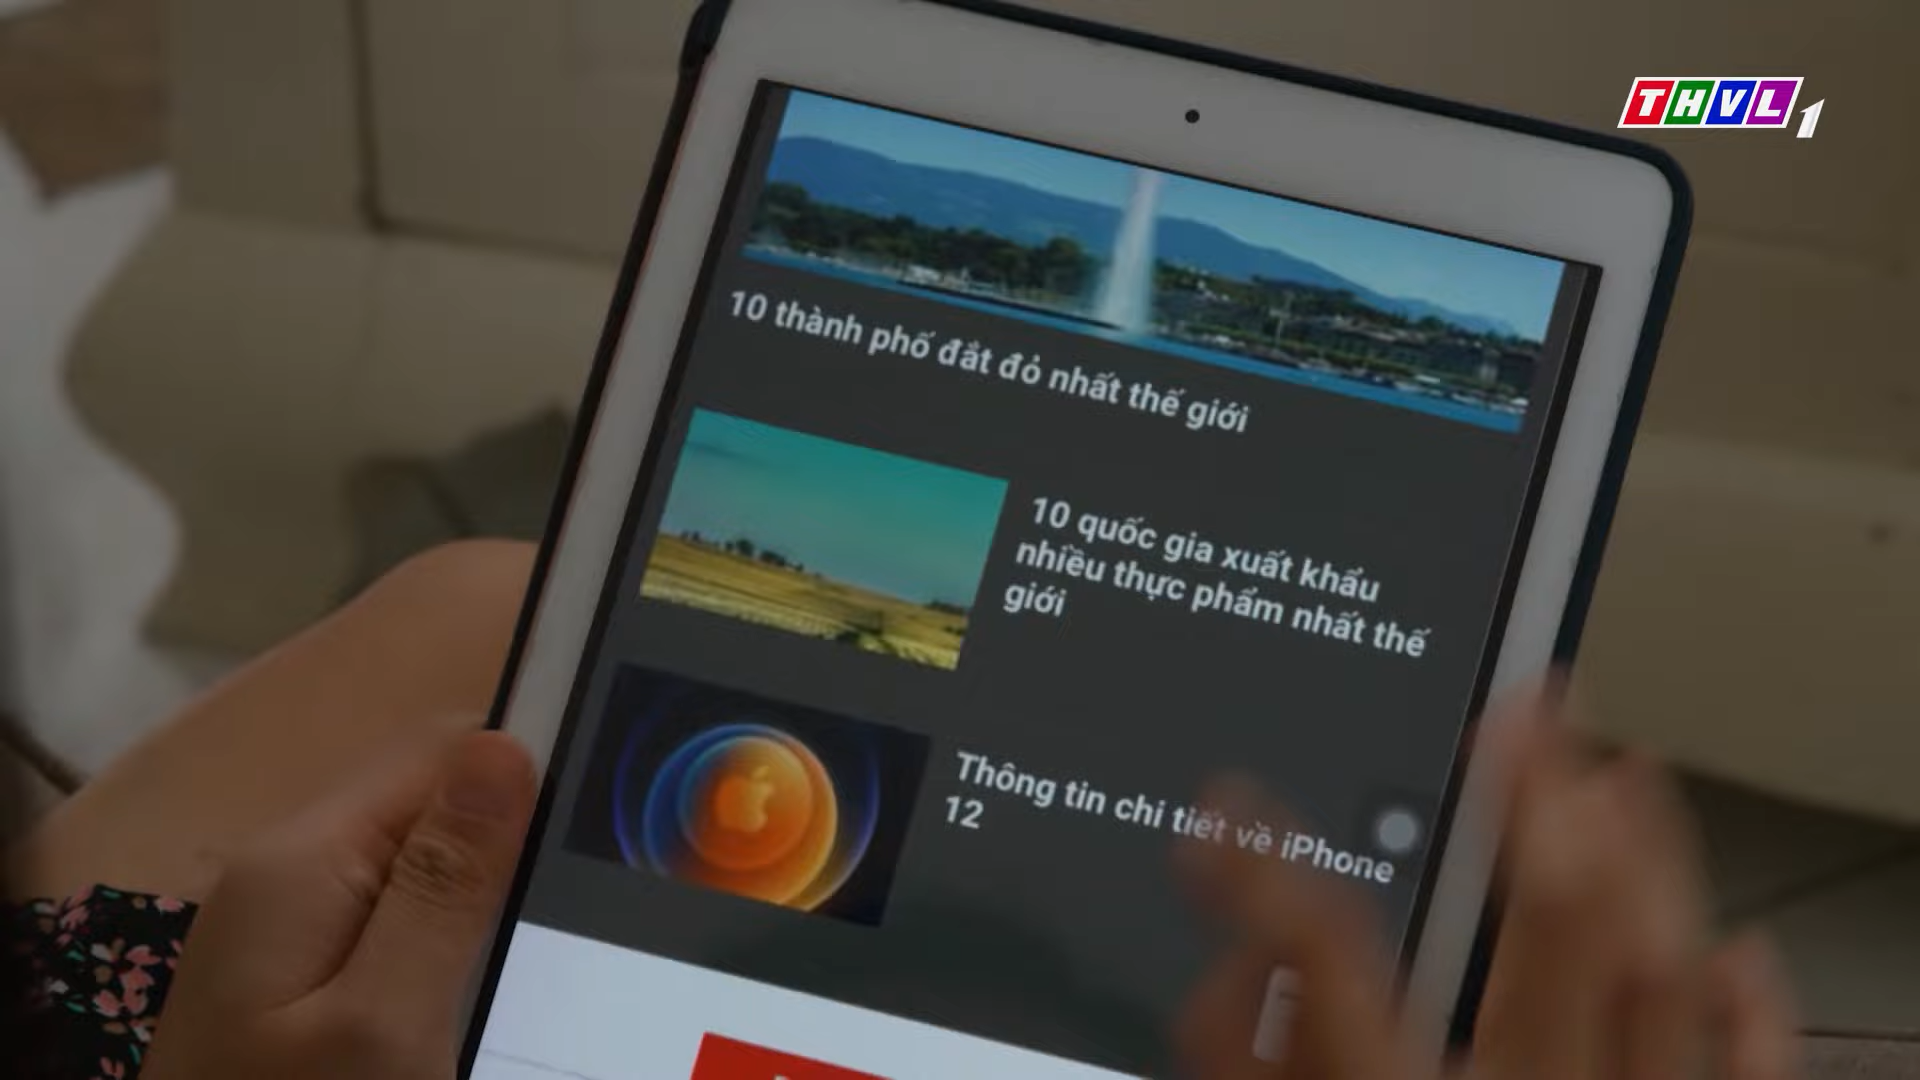 THVL1
10 thành phố đắt đỏ nhất thế giới
10 quốc gia xuất khẩu
nhiều thực phẩm nhất thế
giới
Thông tin chi tiết về iPhone
12